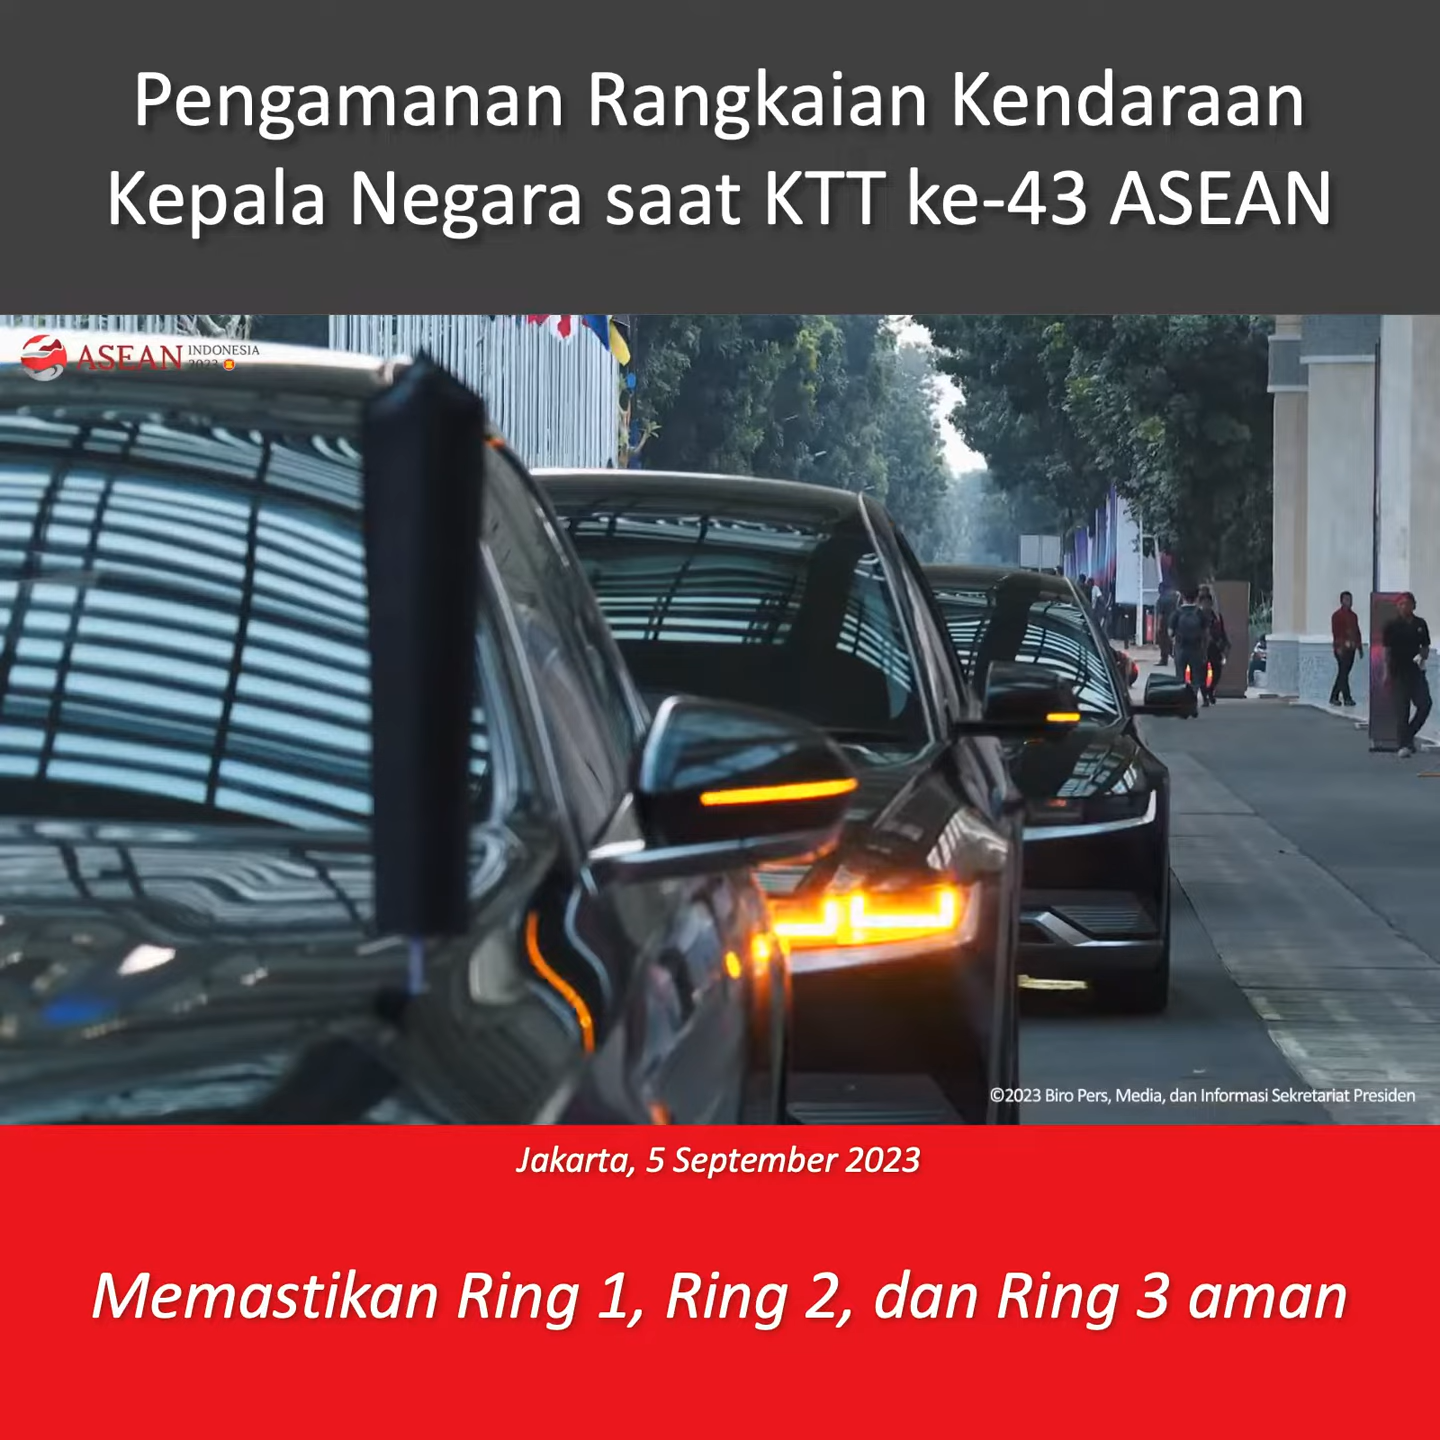 Pengamanan Rangkaian Kendaraan
Kepala Negara saat KTT ke-43 ASEAN
ASEAN INDONESIA
2023
©2023 Biro Pers, Media, dan Informasi Sekretariat Presiden
Jakarta, 5 September 2023
Memastikan Ring 1, Ring 2, dan Ring 3 aman